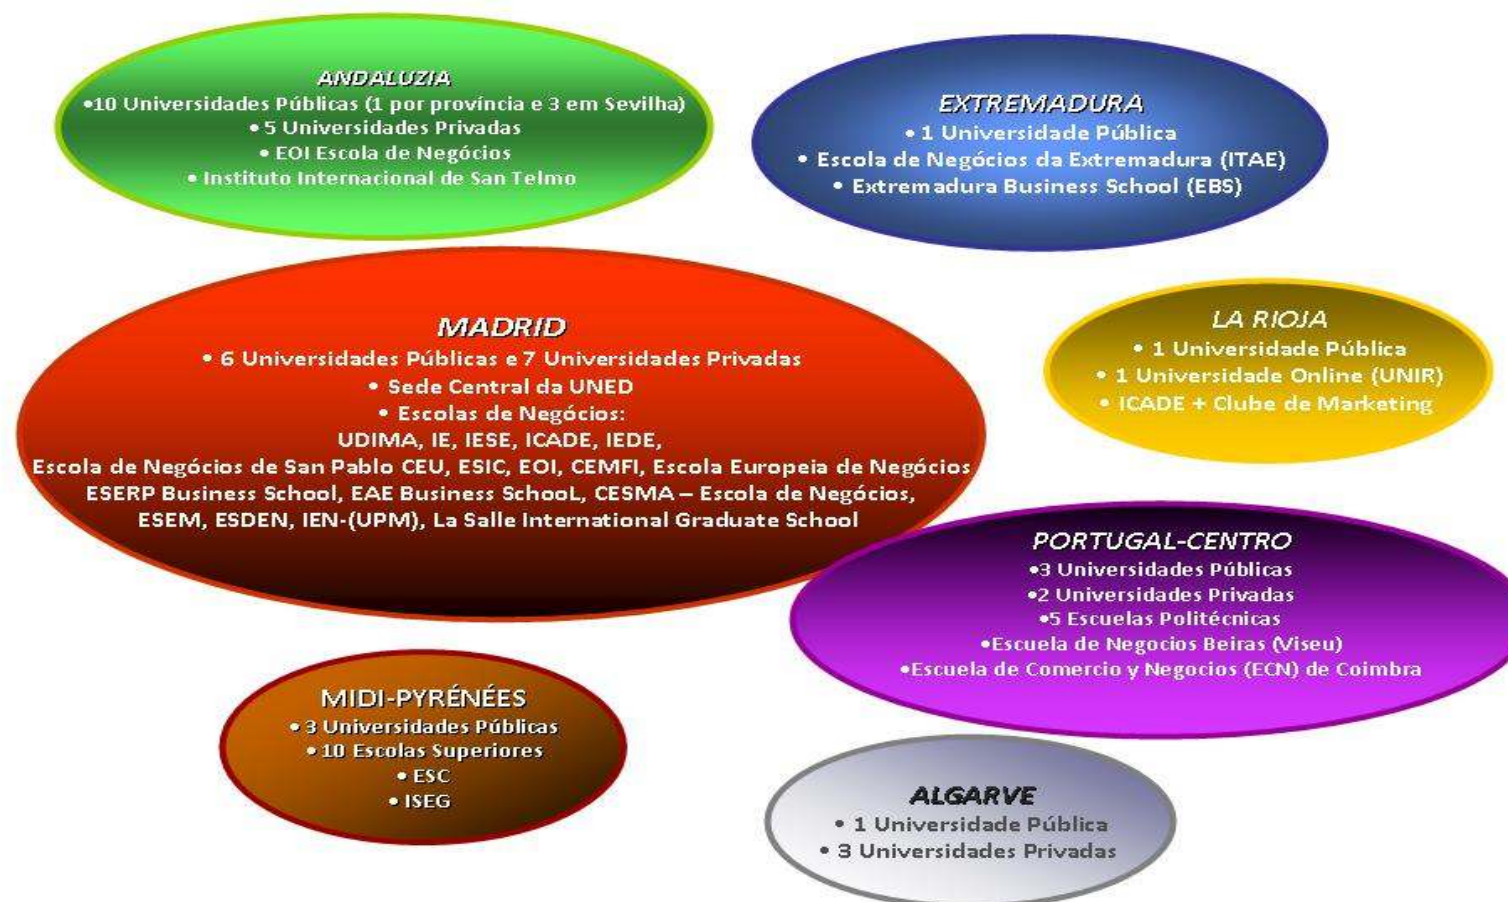 ANDALUZIA
•10 Universidades Públicas (1 por província e 3 em Sevilha)
• 5 Universidades Privadas
• EOI Escola de Negócios
• Instituto Internacional de San Telmo
EXTREMADURA
• 1 Universidade Pública
• Escola de Negócios da Extremadura (ITAE)
• Extremadura Business School (EBS)
MADRID
• 6 Universidades Públicas e 7 Universidades Privadas
• Sede Central da UNED
• Escolas de Negócios:
UDIMA, IE, IESE, ICADE, IEDE,
Escola de Negócios de San Pablo CEU, ESIC, EOI, CEMFI, Escola Europeia de Negócios
ESERP Business School, EAE Business SchooL, CESMA – Escola de Negócios,
ESEM, ESDEN, IEN-(UPM), La Salle International Graduate School
LA RIOJA
• 1 Universidade Pública
• 1 Universidade Online (UNIR)
• ICADE + Clube de Marketing
PORTUGAL-CENTRO
•3 Universidades Públicas
•2 Universidades Privadas
•5 Escuelas Politécnicas
•Escuela de Negocios Beiras (Viseu)
•Escuela de Comercio y Negocios (ECN) de Coimbra
MIDI-PYRÉNÉES
• 3 Universidades Públicas
• 10 Escolas Superiores
• ESC
• ISEG
ALGARVE
• 1 Universidade Pública
• 3 Universidades Privadas